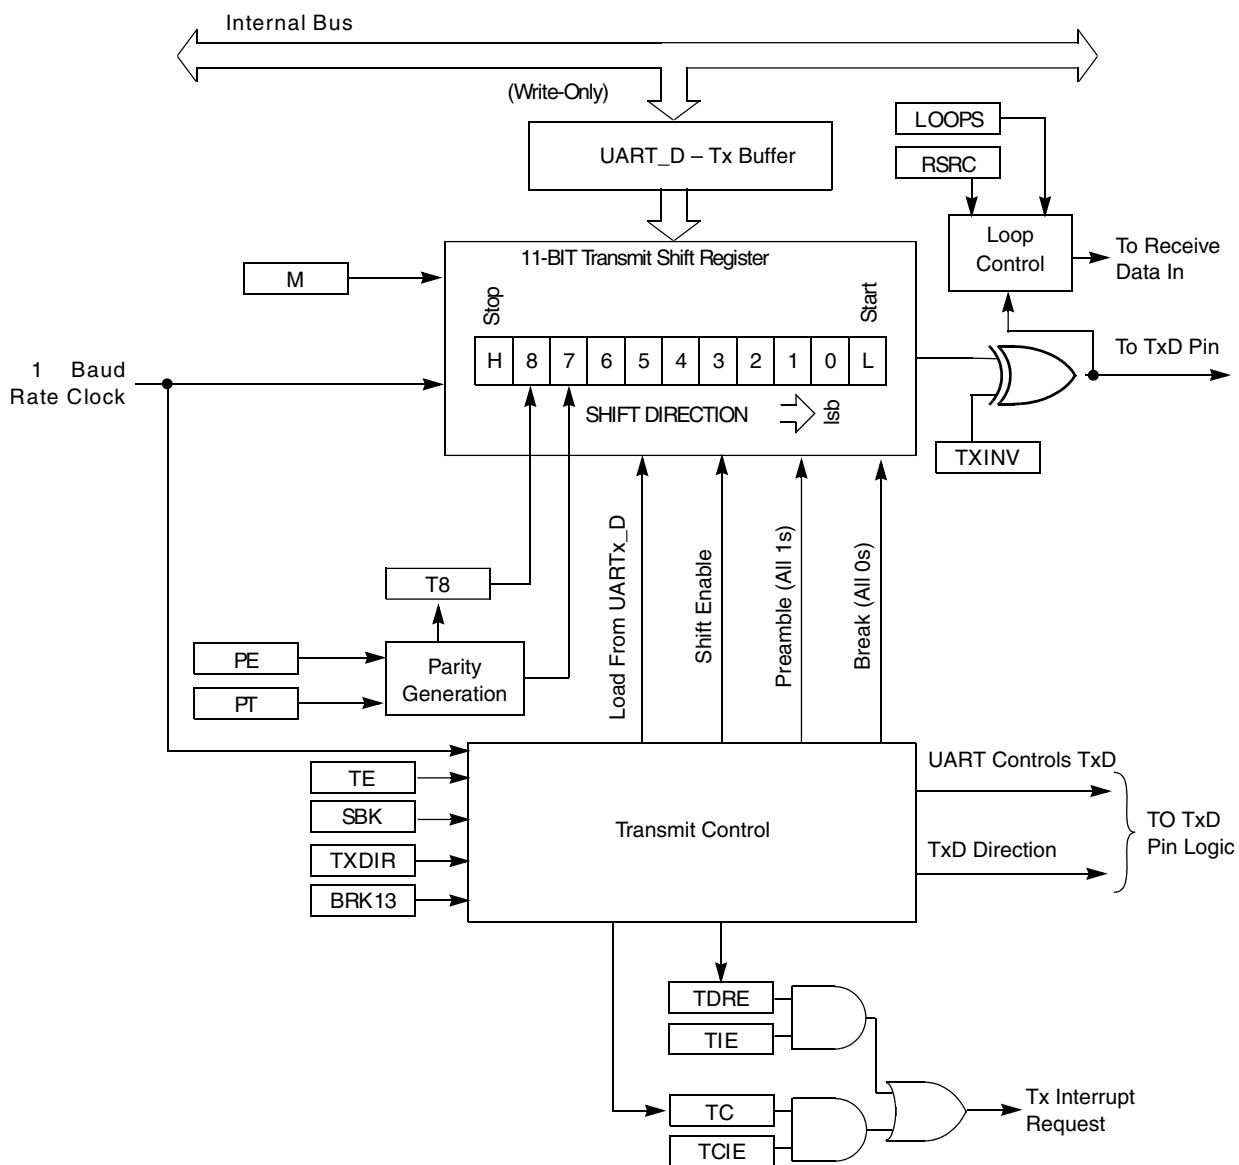 Internal Bus
(Write-Only)
LOOPS
UART_D – Tx Buffer
RSRC
11-BIT Transmit Shift Register
Loop
Control
To Receive
Data In
M
Stop
Start
H 8 7 6 5 4 3 2 1 0 L
To TxD Pin
1 Baud
Rate Clock
SHIFT DIRECTION
lsb
TXINV
T8
Load From UARTx_D
Shift Enable
Preamble (All 1s)
Break (All 0s)
PE
PT
Parity
Generation
UART Controls TxD
TE
SBK
TXDIR
BRK13
Transmit Control
TO TxD
Pin Logic
TxD Direction
TDRE
TIE
TC
TCIE
Tx Interrupt
Request